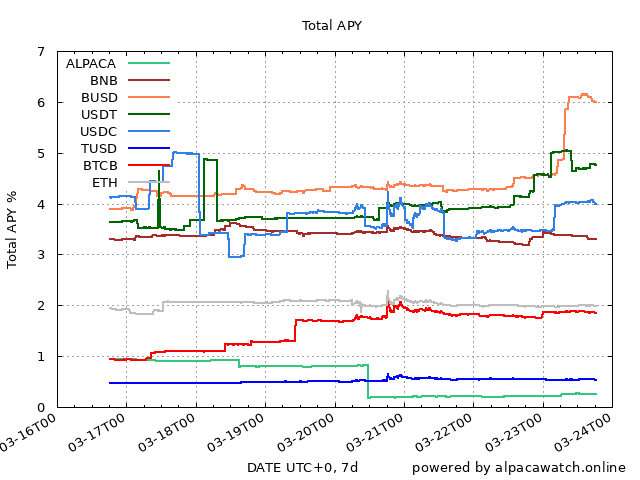 Total APY
7
6
5
4
3
2
1
0
Total APY %
ALPACA
BNB
BUSD
USDT
USDC
TUSD
BTCB
ETH
03-16T00
03-17T00
03-18T00
03-19T00
03-20T00
03-21T00
03-22T00
03-23T00
03-24T00
DATE UTC+0, 7d
powered by alpacawatch.online